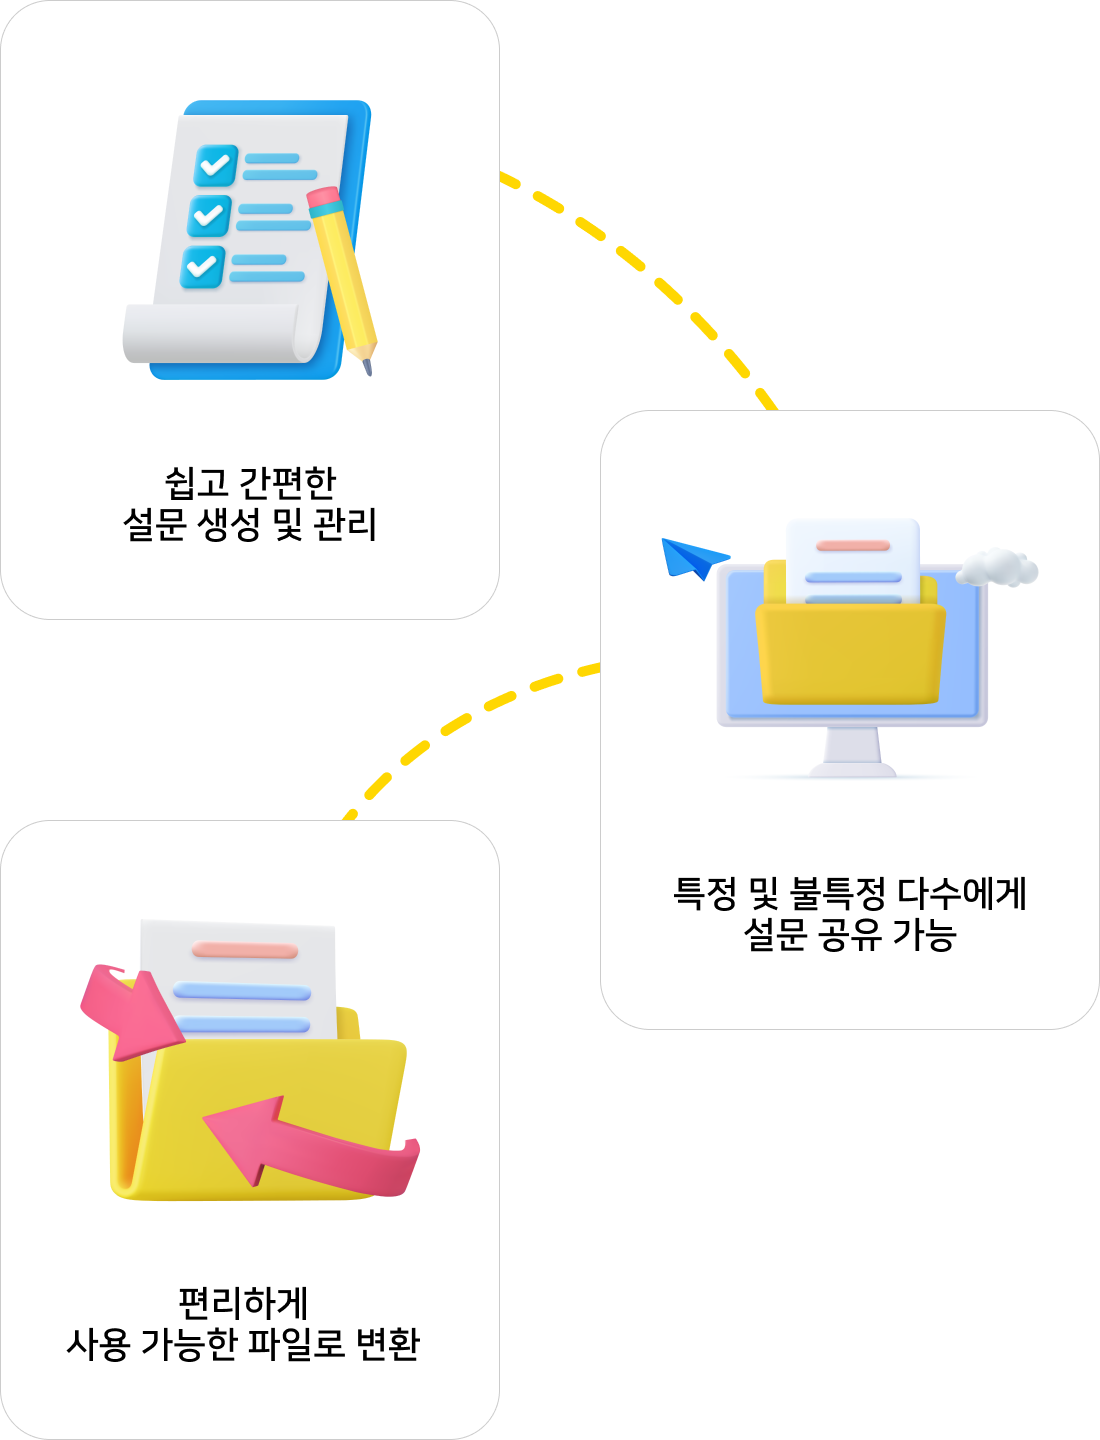 쉽고 간편한
설문 생성 및 관리
특정 및 불특정 다수에게
설문 공유 가능
편리하게
사용 가능한 파일로 변환